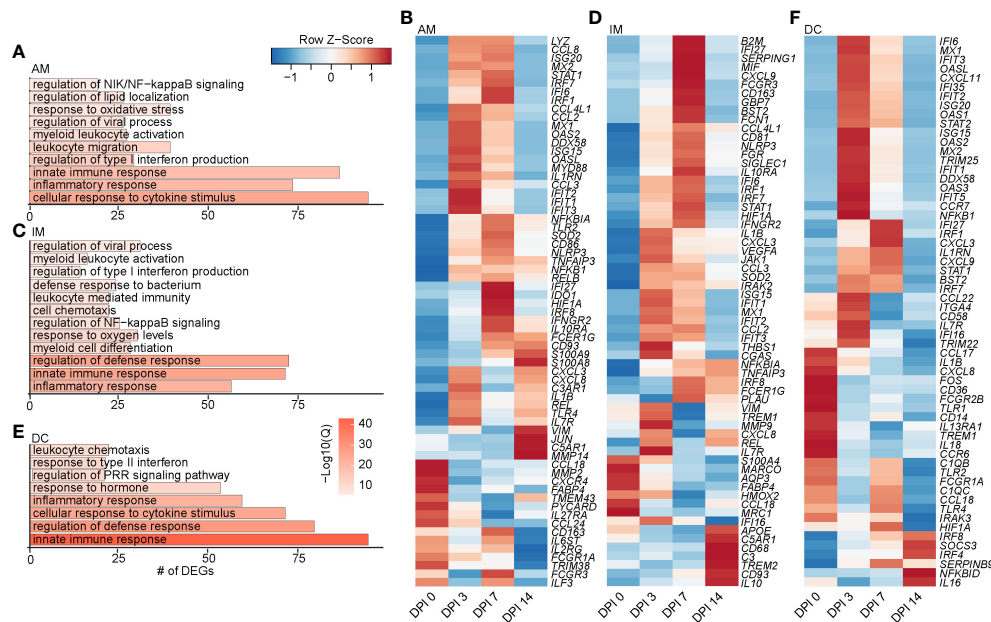 A
AM
regulation of NIK/NF-kappaB signaling
regulation of lipid localization
response to oxidative stress
regulation of viral process
myeloid leukocyte activation
leukocyte migration
regulation of type I interferon production
innate immune response
inflammatory response
cellular response to cytokine stimulus
0 25 50 75
C
IM
regulation of viral process
myeloid leukocyte activation
regulation of type I interferon production
defense response to bacterium
leukocyte mediated immunity
cell chemotaxis
regulation of NF-kappaB signaling
response to oxygen levels
myeloid cell differentiation
regulation of defense response
innate immune response
inflammatory response
0 25 50 75
E
DC
leukocyte chemotaxis
response to type II interferon
regulation of PRR signaling pathway
response to hormone
inflammatory response
cellular response to cytokine stimulus
regulation of defense response
innate immune response
0 25 50 75
# of DEGs
−Log10(Q)
40
30
20
10
Row Z−Score
−1 0 1
B
AM
LYZ
CCL8
ISG20
MX2
STAT1
IRF7
IFI6
IRF1
CCL4L1
CCL2
MX1
OAS2
DDX58
ISG15
OASL
MYD88
IL1RN
CCL3
IFIT2
IFIT1
IFIT3
NFKBIA
TLR2
SOD2
CD86
NLRP3
TNFAIP3
NFKB1
RELB
IFI27
IDO1
HIF1A
IRF8
IFNGR2
IL10RA
FCER1G
CD93
S100A9
S100A8
CXCL3
CXCL8
C3AR1
IL1B
REL
TLR4
IL7R
VIM
JUN
C5AR1
MMP14
CCL18
MMP2
CXCR4
FABP4
TMEM43
PYCARD
IL27RA
CCL24
CD163
IL6ST
IL2RG
FCGR1A
TRIM38
FCGR3
ILF3
DPI 0 DPI 3 DPI 7 DPI 14
D
IM
B2M
IFI27
SERPING1
MIF
CXCL9
FCGR3
CD163
GBP7
BST2
FCN1
CCL4L1
CD81
NLRP3
FGR
SIGLEC1
IL10RA
IFI6
IRF1
IRF7
STAT1
HIF1A
IFNGR2
IL1B
CXCL3
VEGFA
JAK1
CCL3
SOD2
IRAK2
ISG15
IFIT1
MX1
IFIT2
CCL2
IFIT3
THBS1
CGAS
NFKBIA
TNFAIP3
IRF8
FCER1G
PLAU
VIM
TREM1
MMP9
CXCL8
REL
IL7R
S100A4
MARCO
AQP3
FABP4
HMOX2
CCL18
MRC1
IFI16
APOE
C5AR1
CD68
C3
TREM2
CD93
IL10
DPI 0 DPI 3 DPI 7 DPI 14
F
DC
IFI6
MX1
IFIT3
OASL
CXCL11
IFI35
IFIT2
ISG20
OAS1
STAT2
ISG15
OAS2
MX2
TRIM25
IFIT1
DDX58
OAS3
IFIT5
CCR7
NFKB1
IFI27
IRF1
CXCL3
IL1RN
CXCL9
STAT1
BST2
IRF7
CCL22
ITGA4
CD58
IL7R
IFI16
TRIM22
CCL17
IL1B
CXCL8
FOS
CD36
FCGR2B
TLR1
CD14
IL13RA1
TREM1
IL18
CCR6
C1QB
TLR2
FCGR1A
C1QC
CCL18
TLR4
IRAK3
HIF1A
IRF8
SOCS3
IRF4
SERPINB9
NFKBID
IL16
DPI 0 DPI 3 DPI 7 DPI 14